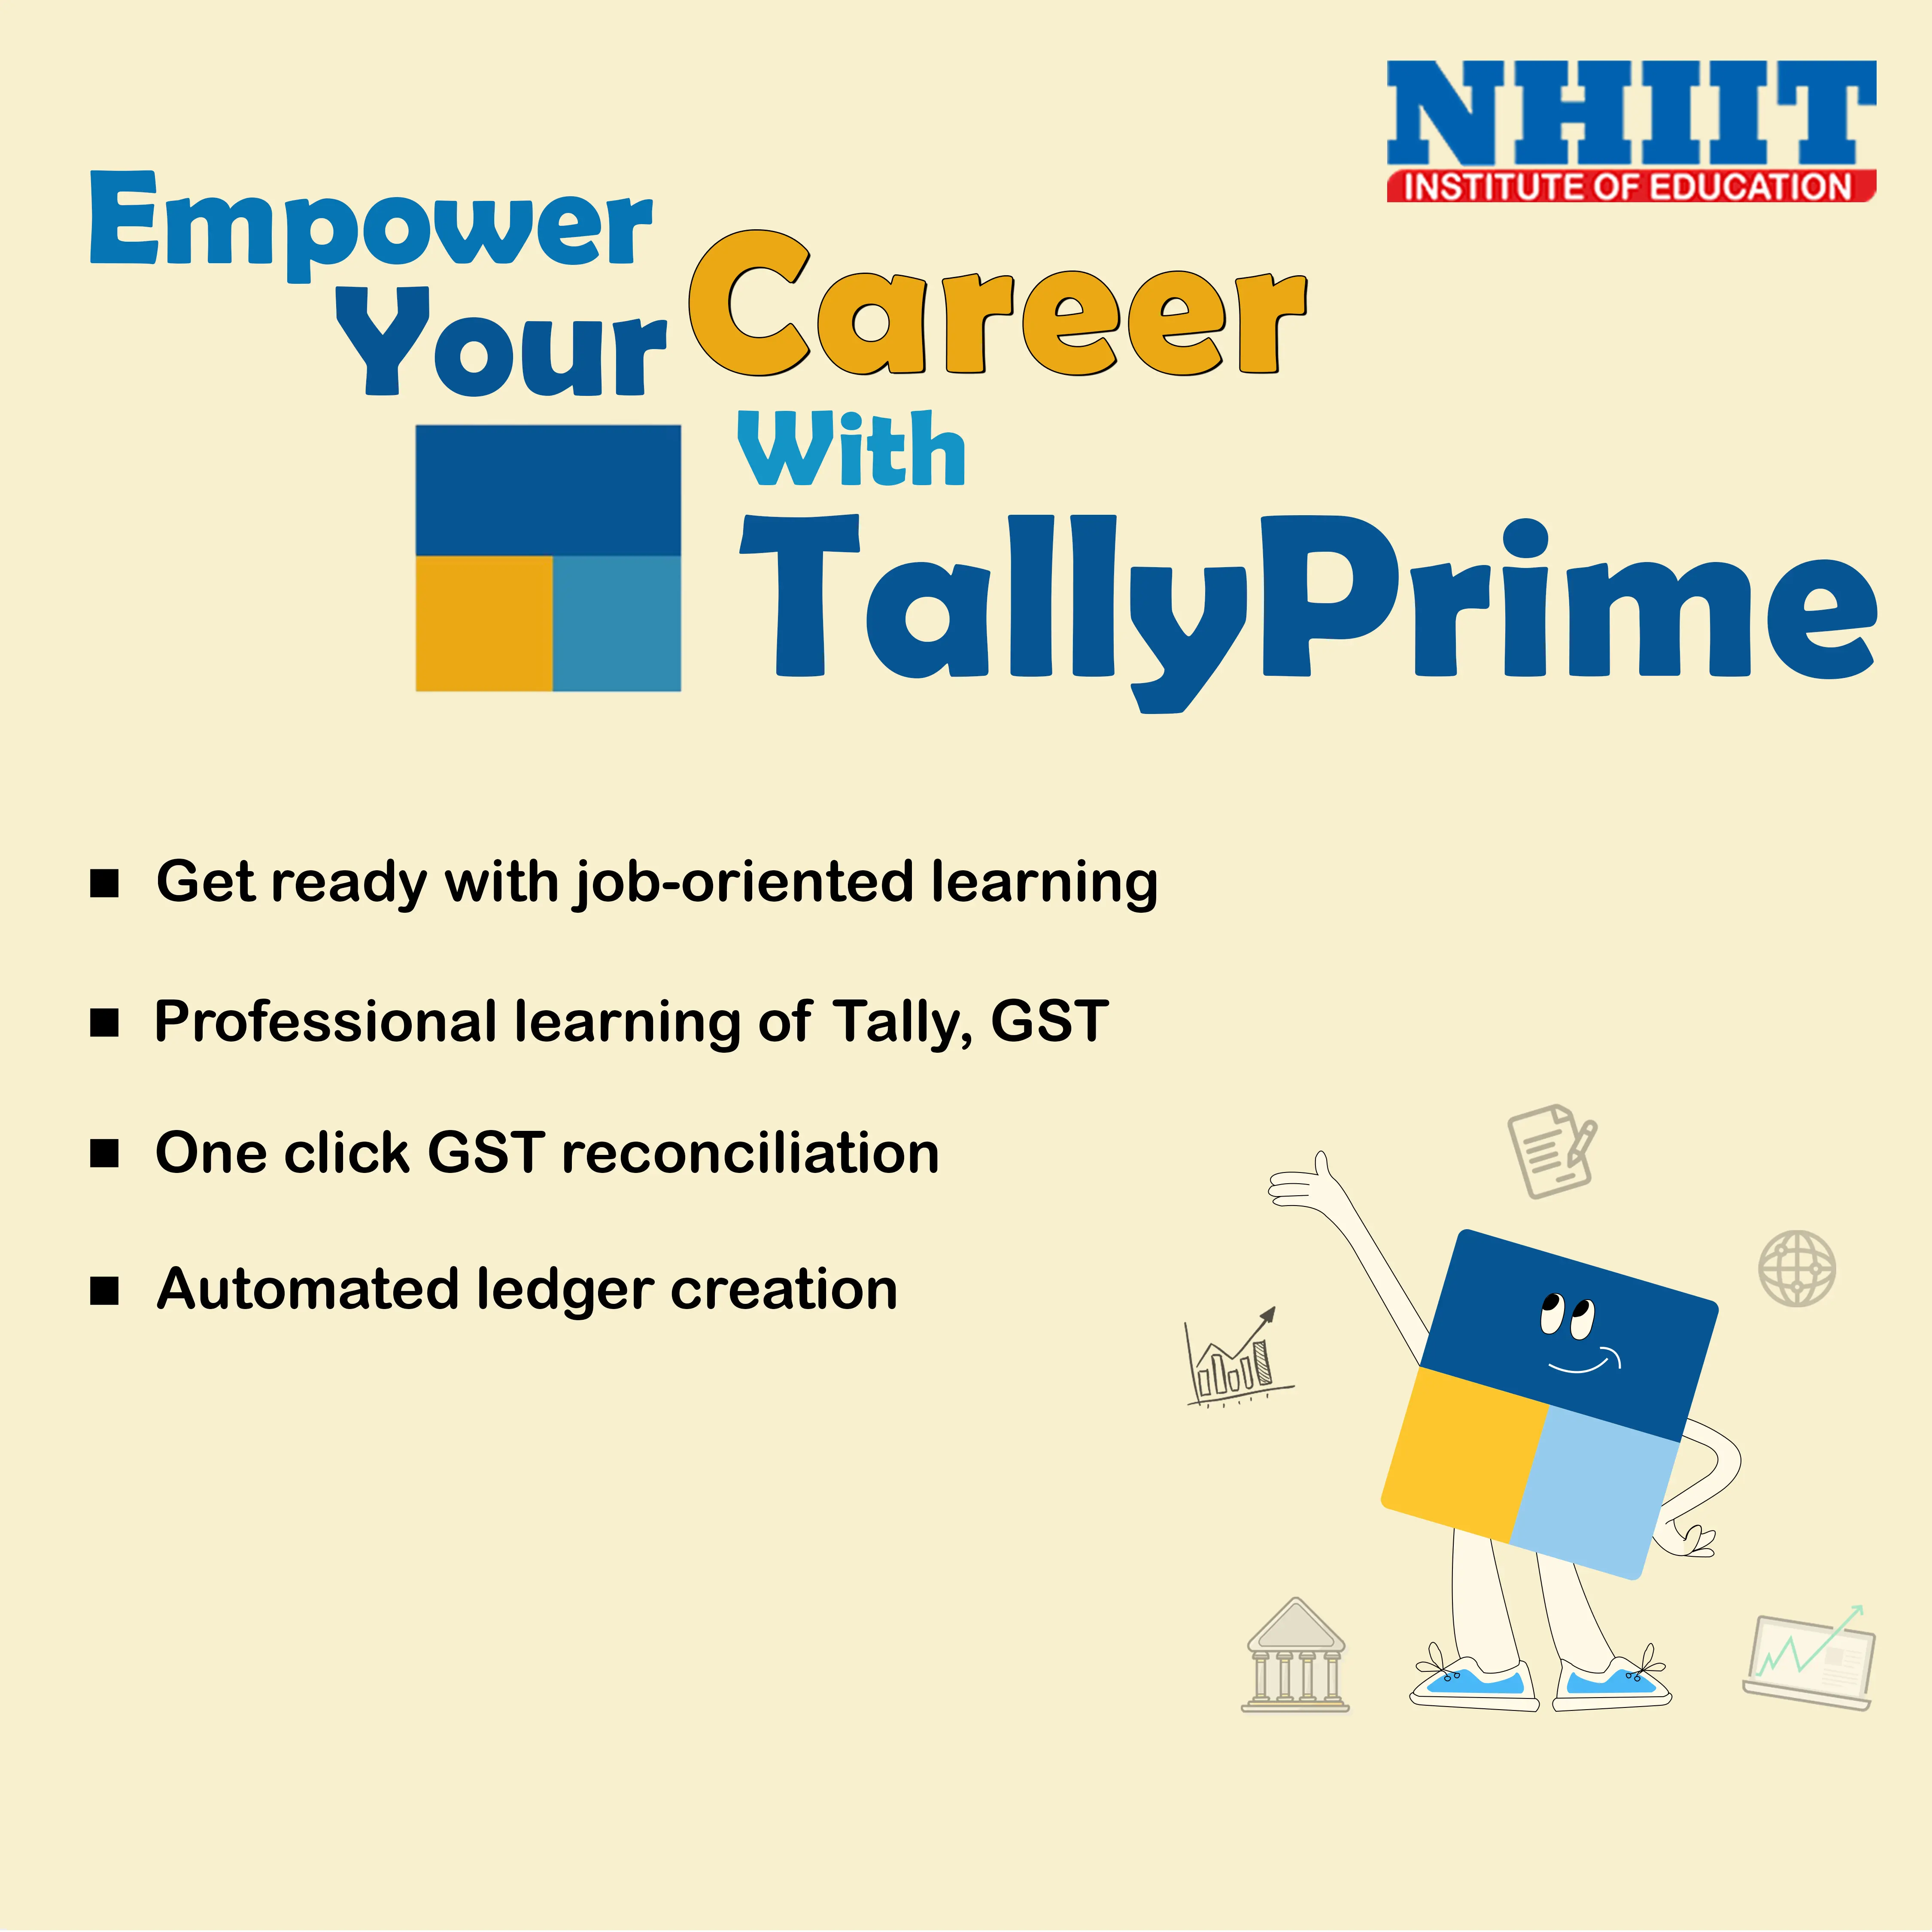 NHIIT
INSTITUTE OF EDUCATION
Empower
Your Career
With
TallyPrime
Get ready with job-oriented learning
Professional learning of Tally, GST
One click GST reconciliation
Automated ledger creation